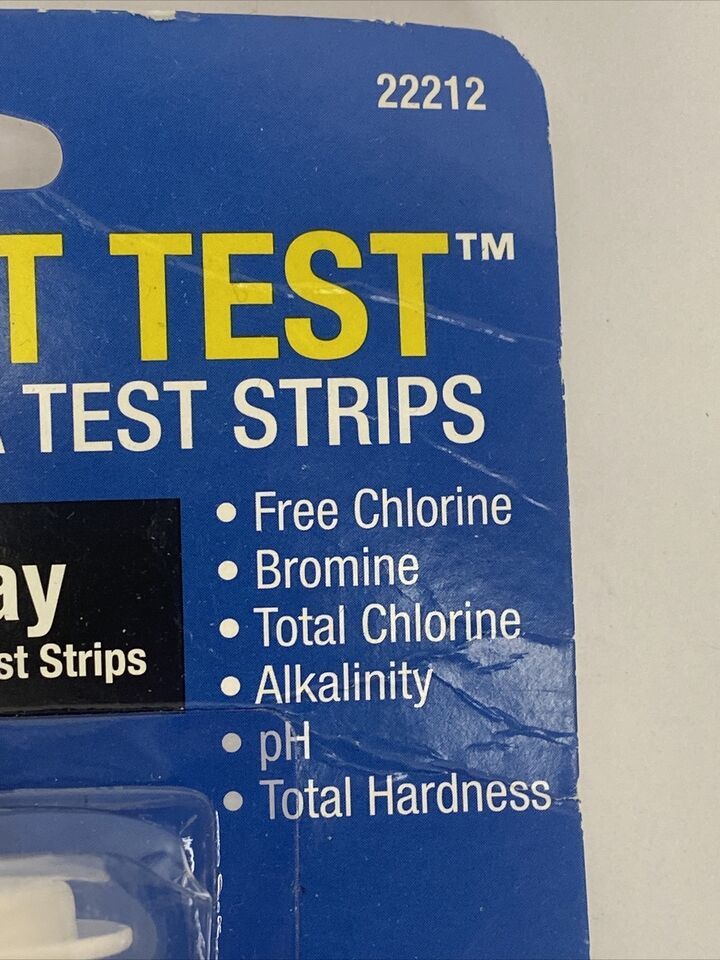 22212
T TEST™
A TEST STRIPS
• Free Chlorine
• Bromine
• Total Chlorine
• Alkalinity
• pH
• Total Hardness
ay
st Strips